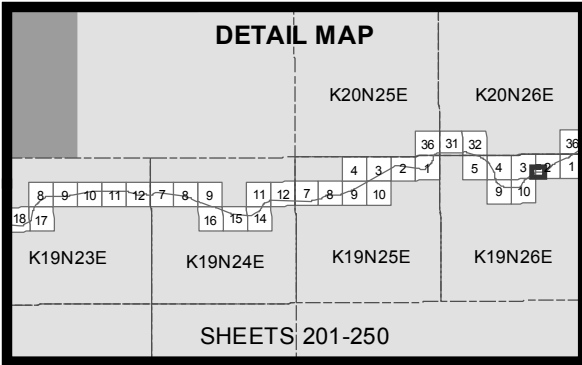 DETAIL MAP
K20N25E K20N26E
36 31 32 36
4 3 2 1 5 4 3 2 1
8 9 10 11 12 7 8 9 11 12 7 8 9 10 9 10
18 17 16 15 14
K19N23E K19N24E K19N25E K19N26E
SHEETS 201-250